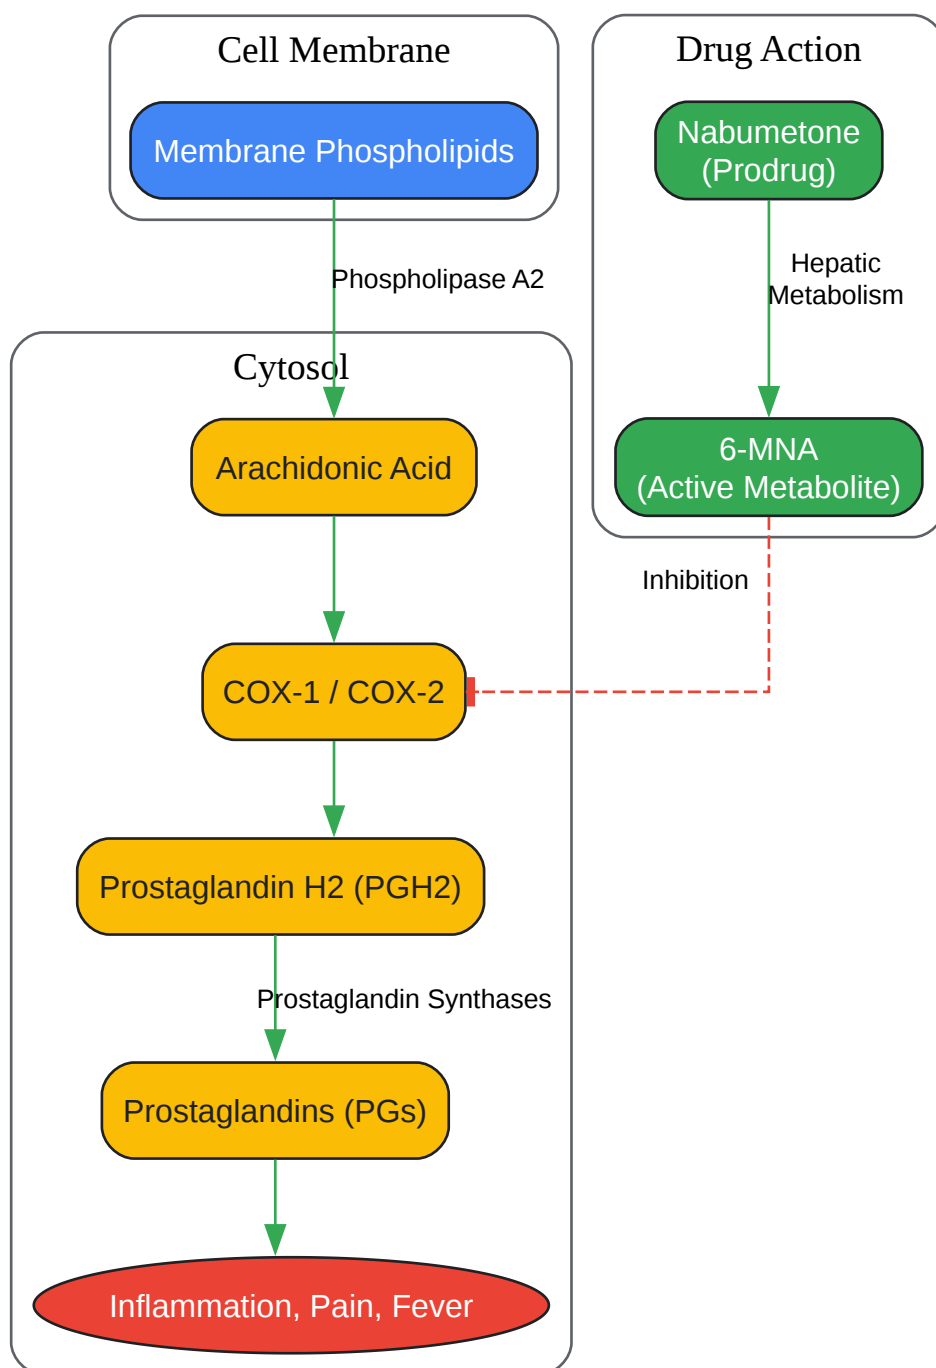 Cell Membrane
Membrane Phospholipids
Phospholipase A2
Cytosol
Arachidonic Acid
COX-1 / COX-2
Prostaglandin H2 (PGH2)
Prostaglandin Synthases
Prostaglandins (PGs)
Inflammation, Pain, Fever
Drug Action
Nabumetone
(Prodrug)
Hepatic
Metabolism
6-MNA
(Active Metabolite)
Inhibition